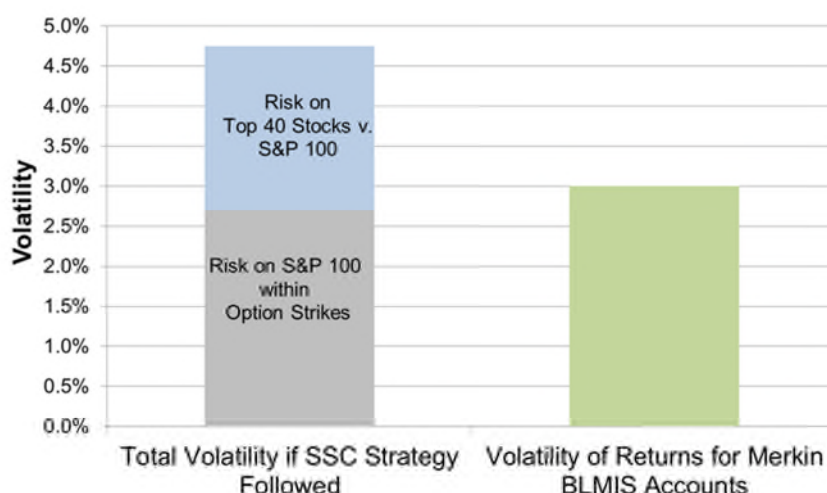 5.0%
4.5%
4.0%
3.5%
3.0%
2.5%
2.0%
1.5%
1.0%
0.5%
0.0%
Volatility
Risk on
Top 40 Stocks v.
S&P 100
Risk on S&P 100
within
Option Strikes
Total Volatility if SSC Strategy
Followed
Volatility of Returns for Merkin
BLMIS Accounts